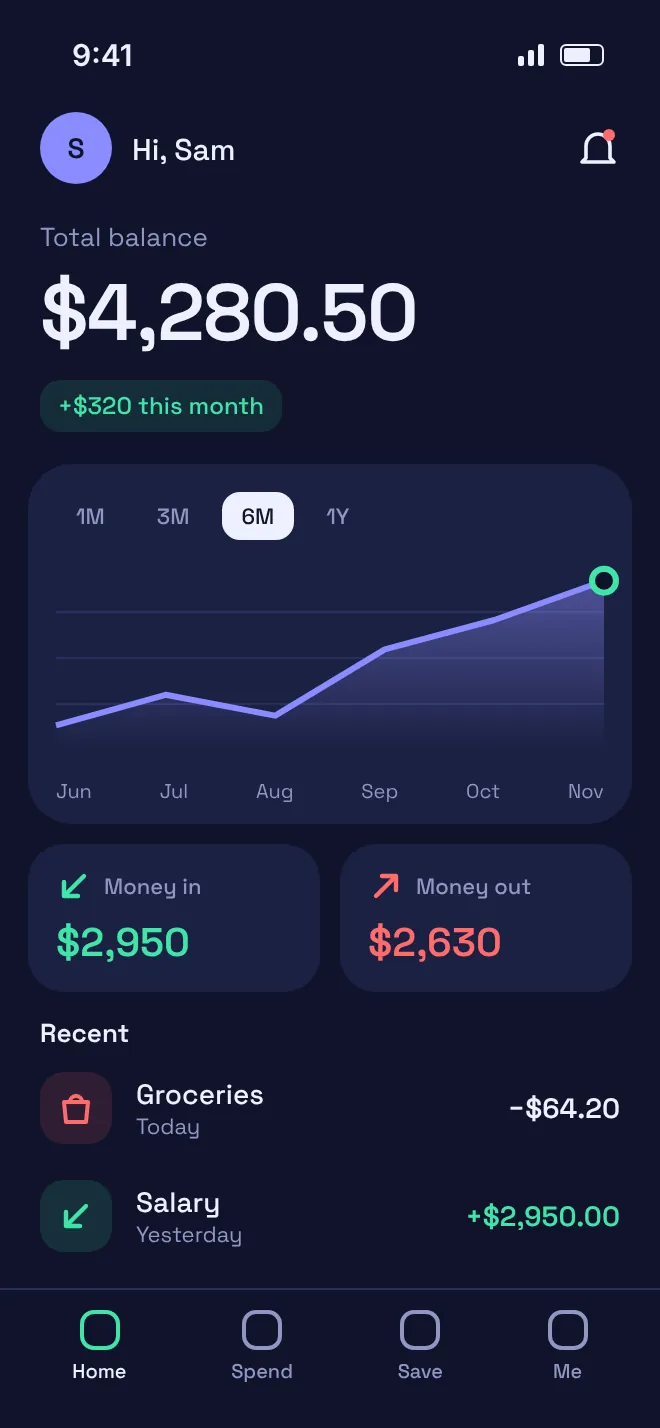 9:41
S
Hi, Sam
Total balance
$4,280.50
+$320 this month
1M 3M 6M 1Y
Jun Jul Aug Sep Oct Nov
Money in
$2,950
Money out
$2,630
Recent
Groceries
Today
−$64.20
Salary
Yesterday
+$2,950.00
Home Spend Save Me